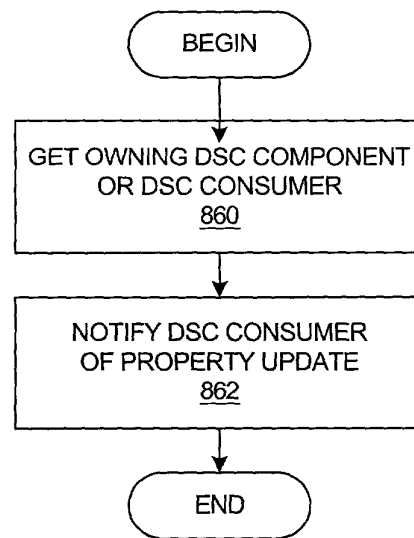 BEGIN
GET OWNING DSC COMPONENT
OR DSC CONSUMER
860
NOTIFY DSC CONSUMER
OF PROPERTY UPDATE
862
END